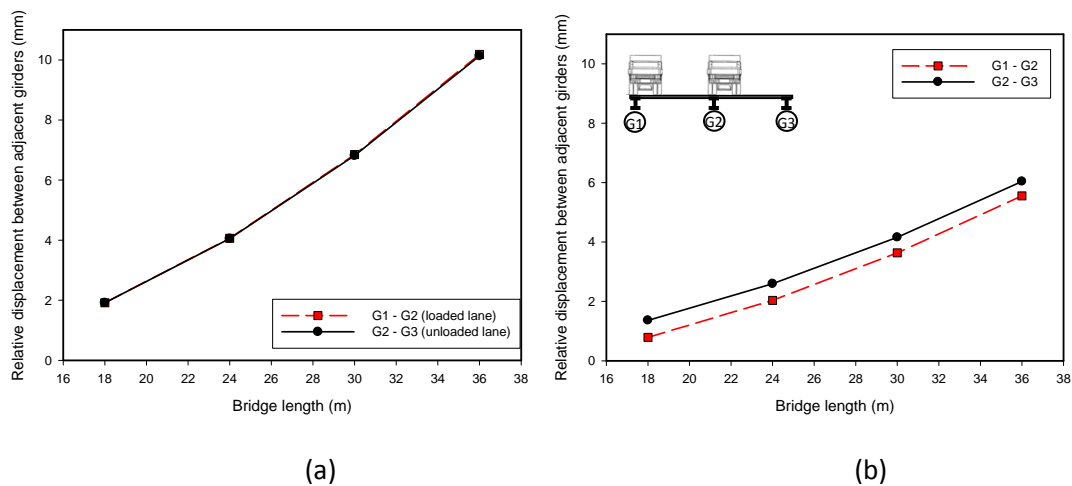 Relative displacement between adjacent girders (mm)
10
8
6
4
2
0
16 18 20 22 24 26 28 30 32 34 36 38
Bridge length (m)
G1 - G2 (loaded lane)
G2 - G3 (unloaded lane)
(a)
Relative displacement between adjacent girders (mm)
10
8
6
4
2
0
16 18 20 22 24 26 28 30 32 34 36 38
Bridge length (m)
G1 - G2
G2 - G3
G1 G2 G3
(b)